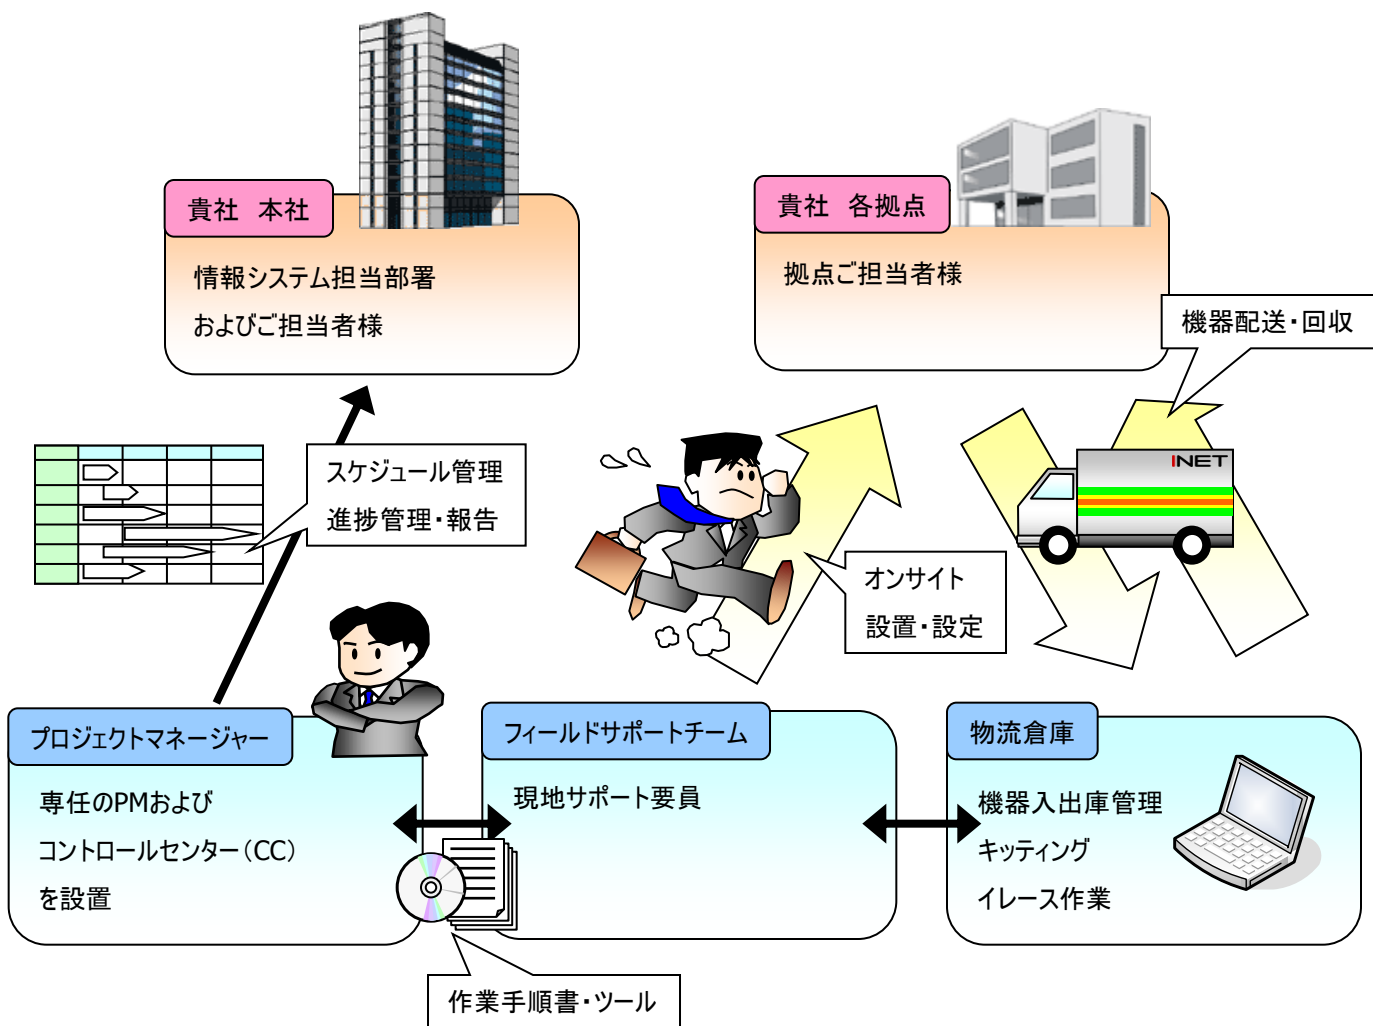 貴社 本社
情報システム担当部署
およびご担当者様
貴社 各拠点
拠点ご担当者様
機器配送・回収
スケジュール管理
進捗管理・報告
INET
オンサイト
設置・設定
プロジェクトマネージャー
専任のPMおよび
コントロールセンター(CC)
を設置
フィールドサポートチーム
現地サポート要員
物流倉庫
機器入出庫管理
キッティング
イレース作業
作業手順書・ツール